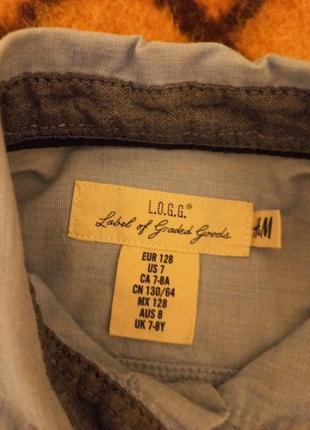 L.O.G.G.®
Label of Graded Goods
H&M
EUR 128
US 7
CA 7-8A
CN 130/64
MX 128
AUS 8
UK 7-8Y